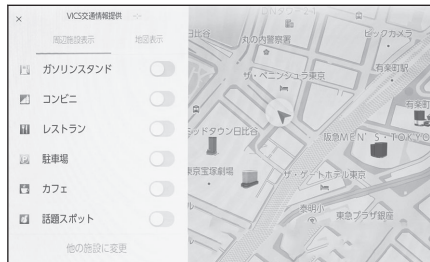 ×
VICS交通情報提供 -:--
周辺施設表示
地図表示
ガソリンスタンド
コンビニ
レストラン
駐車場
カフェ
話題スポット
他の施設に変更
日比谷
丸の内警察署
ビックカメラ
有楽町駅
ザ・ペニンシュラ東京
有楽町
ミッドタウン日比谷
阪急MEN'S・TOKYO
東京宝塚劇場
ザ・ゲートホテル東京
泰明小
東急プラザ銀座